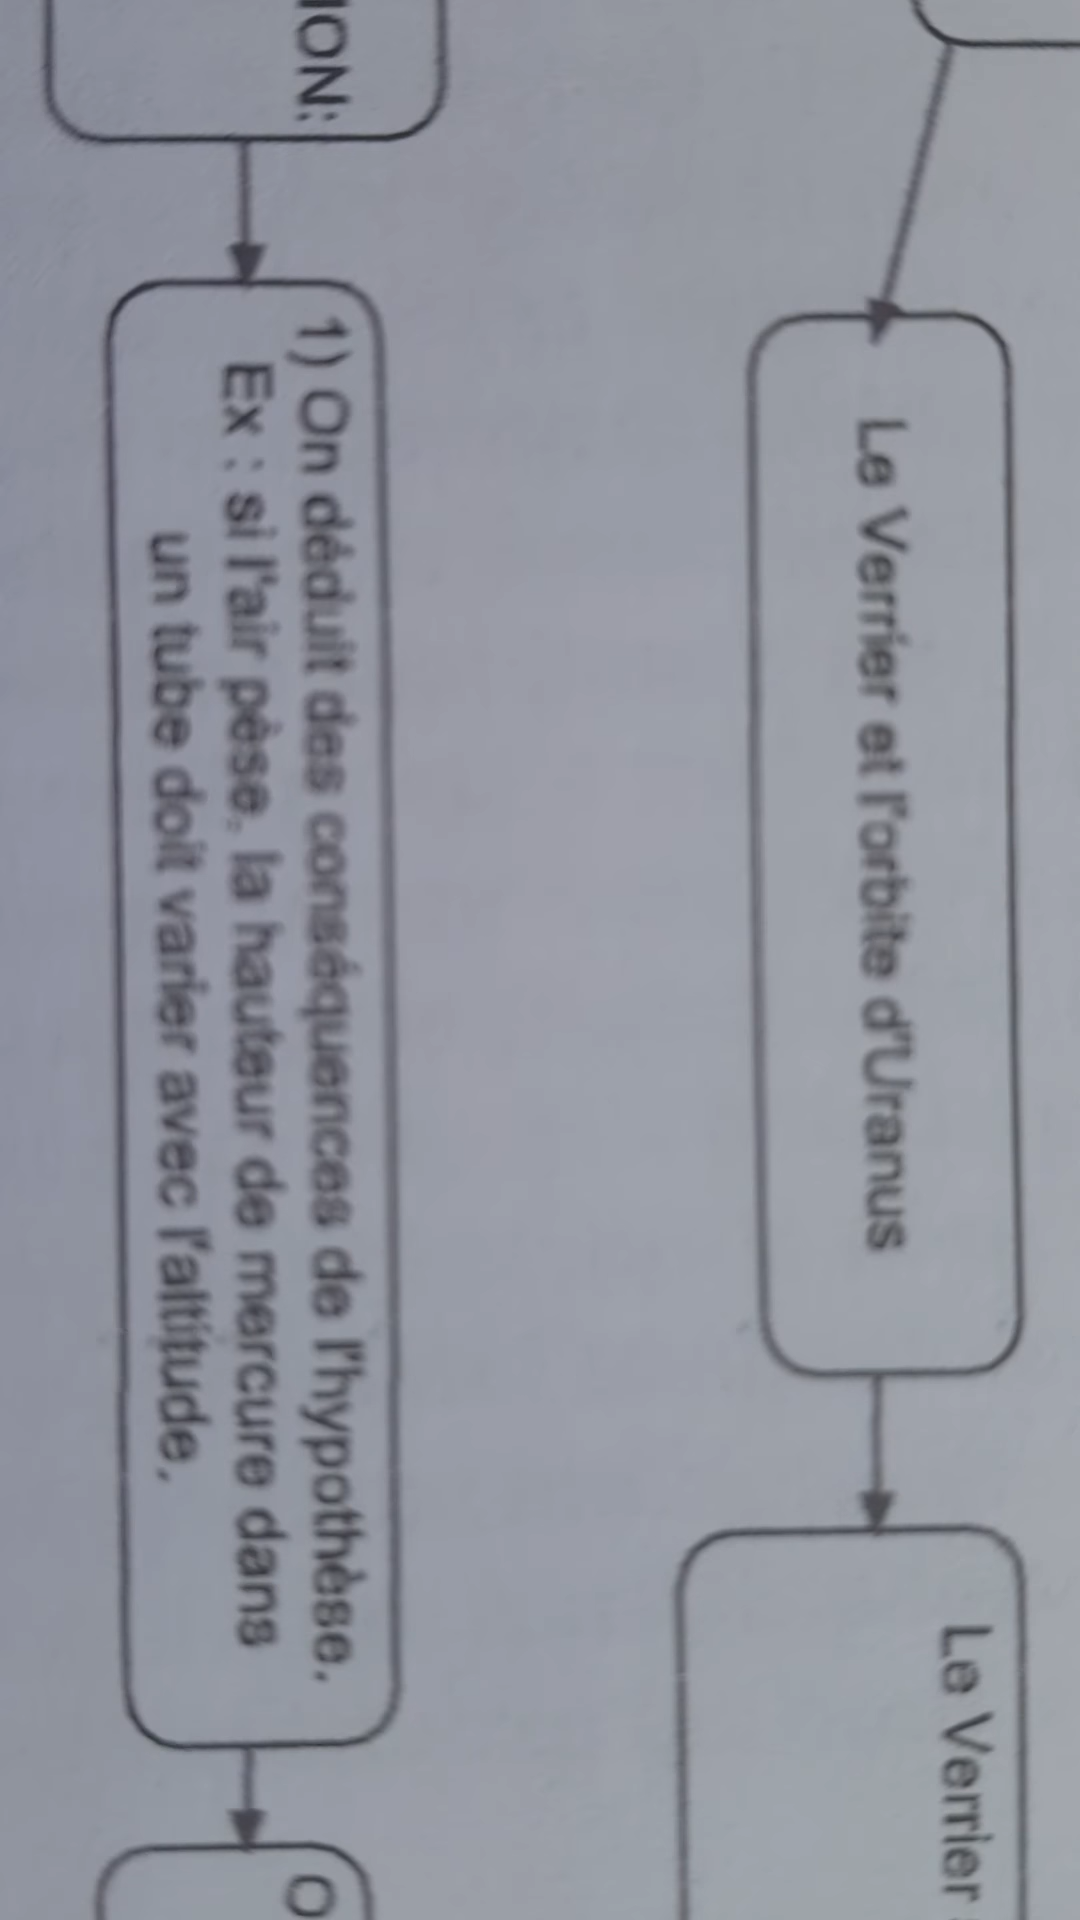 Le Verrier et l'orbite d'Uranus
Le Verrier
ION:
1) On déduit des conséquences de l'hypothèse,
Ex : si l'air pèse, la hauteur de mercure dans
un tube doit varier avec l'altitude,
O